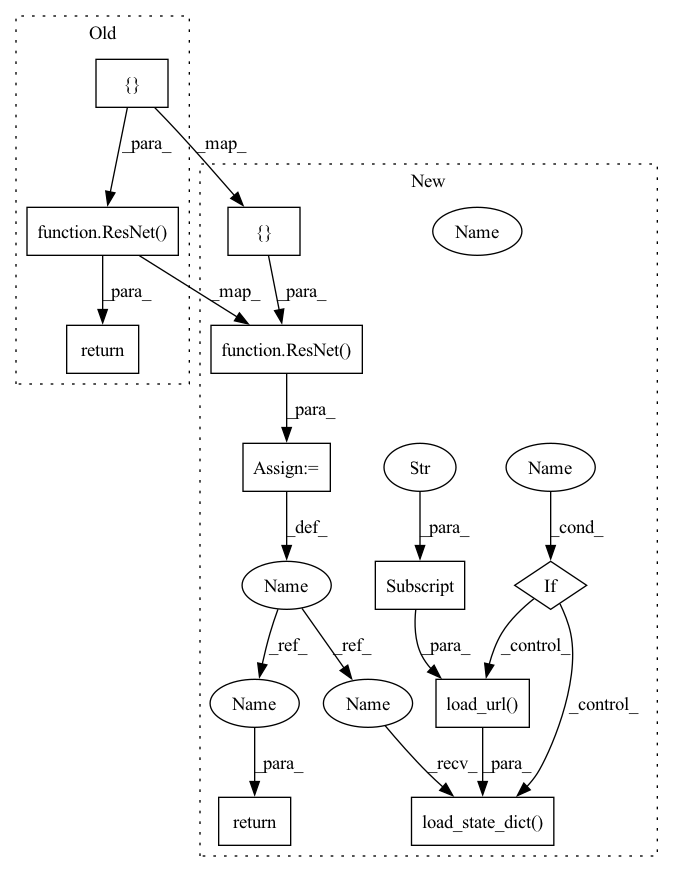 Old
{}
_para_
_map_
New
function.ResNet()
{}
Name
_para_
_map_
_para_
return
function.ResNet()
_para_
Assign:=
Str
Name
_def_
_para_
_cond_
Name
Subscript
If
_ref_
_ref_
_para_
_control_
Name
Name
load_url()
_control_
_para_
_recv_
_para_
return
load_state_dict()